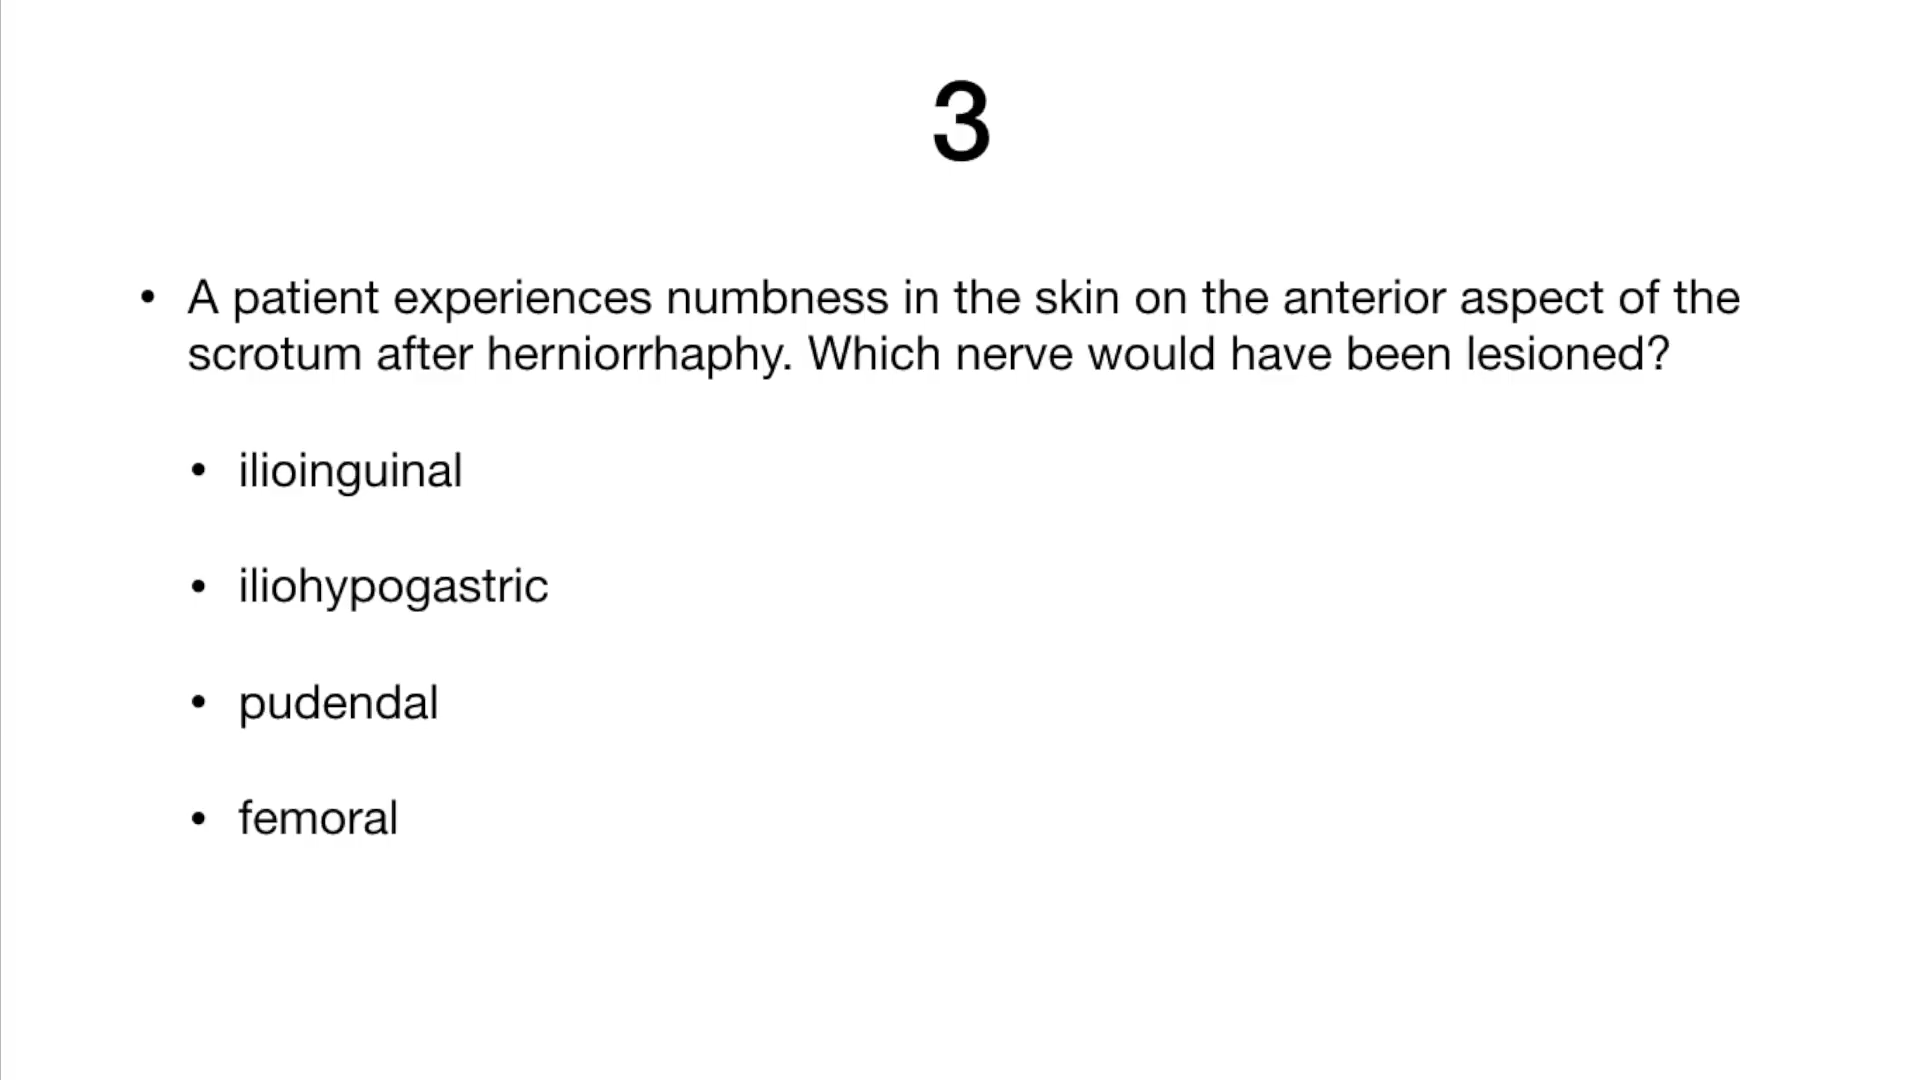 3
• A patient experiences numbness in the skin on the anterior aspect of the
scrotum after herniorrhaphy. Which nerve would have been lesioned?
• ilioinguinal
• iliohypogastric
• pudendal
• femoral